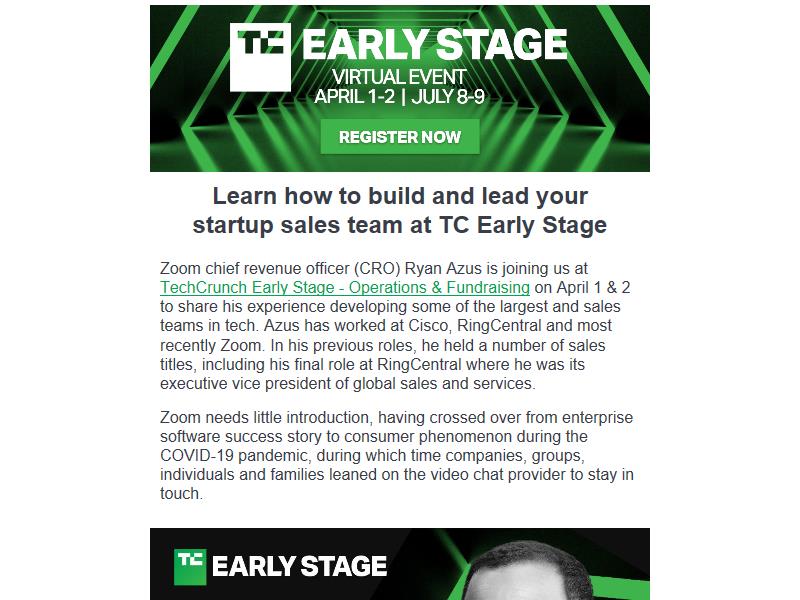 TC EARLY STAGE
VIRTUAL EVENT
APRIL 1-2 | JULY 8-9
REGISTER NOW
Learn how to build and lead your
startup sales team at TC Early Stage
Zoom chief revenue officer (CRO) Ryan Azus is joining us at
TechCrunch Early Stage - Operations & Fundraising on April 1 & 2
to share his experience developing some of the largest and sales
teams in tech. Azus has worked at Cisco, RingCentral and most
recently Zoom. In his previous roles, he held a number of sales
titles, including his final role at RingCentral where he was its
executive vice president of global sales and services.
Zoom needs little introduction, having crossed over from enterprise
software success story to consumer phenomenon during the
COVID-19 pandemic, during which time companies, groups,
individuals and families leaned on the video chat provider to stay in
touch.
TC EARLY STAGE